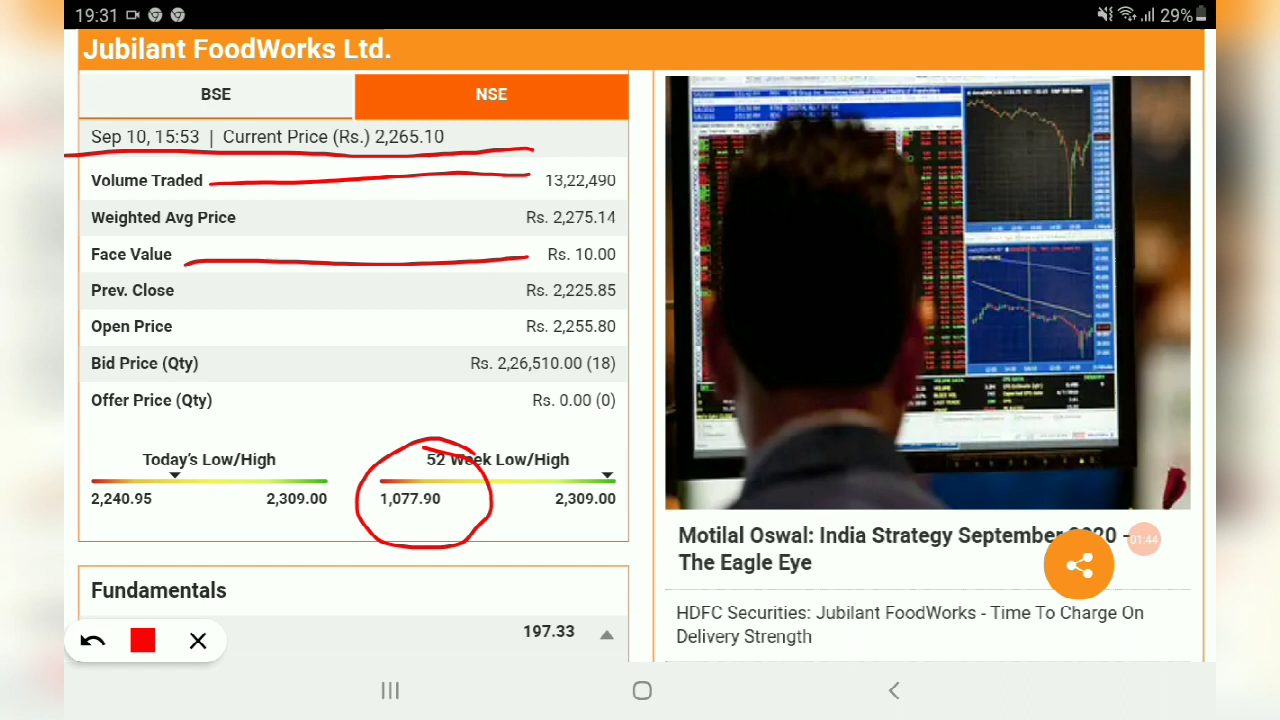 19:31
29%
Jubilant FoodWorks Ltd.
BSE NSE
Sep 10, 15:53 | Current Price (Rs.) 2,265.10
Volume Traded 13,22,490
Weighted Avg Price Rs. 2,275.14
Face Value Rs. 10.00
Prev. Close Rs. 2,225.85
Open Price Rs. 2,255.80
Bid Price (Qty) Rs. 2,26,510.00 (18)
Offer Price (Qty) Rs. 0.00 (0)
Today's Low/High 52 Week Low/High
2,240.95 2,309.00 1,077.90 2,309.00
Fundamentals
197.33
Motilal Oswal: India Strategy September 2020 -
The Eagle Eye
01:44
HDFC Securities: Jubilant FoodWorks - Time To Charge On
Delivery Strength